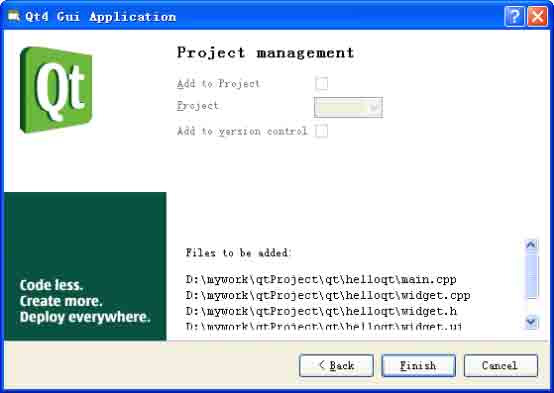 Qt4 Gui Application
Qt
Project management
Add to Project
Project
Add to version control
Code less.
Create more.
Deploy everywhere.
Files to be added:
D:\mywork\qtProject\qt\helloqt\main.cpp
D:\mywork\qtProject\qt\helloqt\widget.cpp
D:\mywork\qtProject\qt\helloqt\widget.h
D:\mywork\qtProject\qt\helloqt\widget.ui
< Back
Finish
Cancel